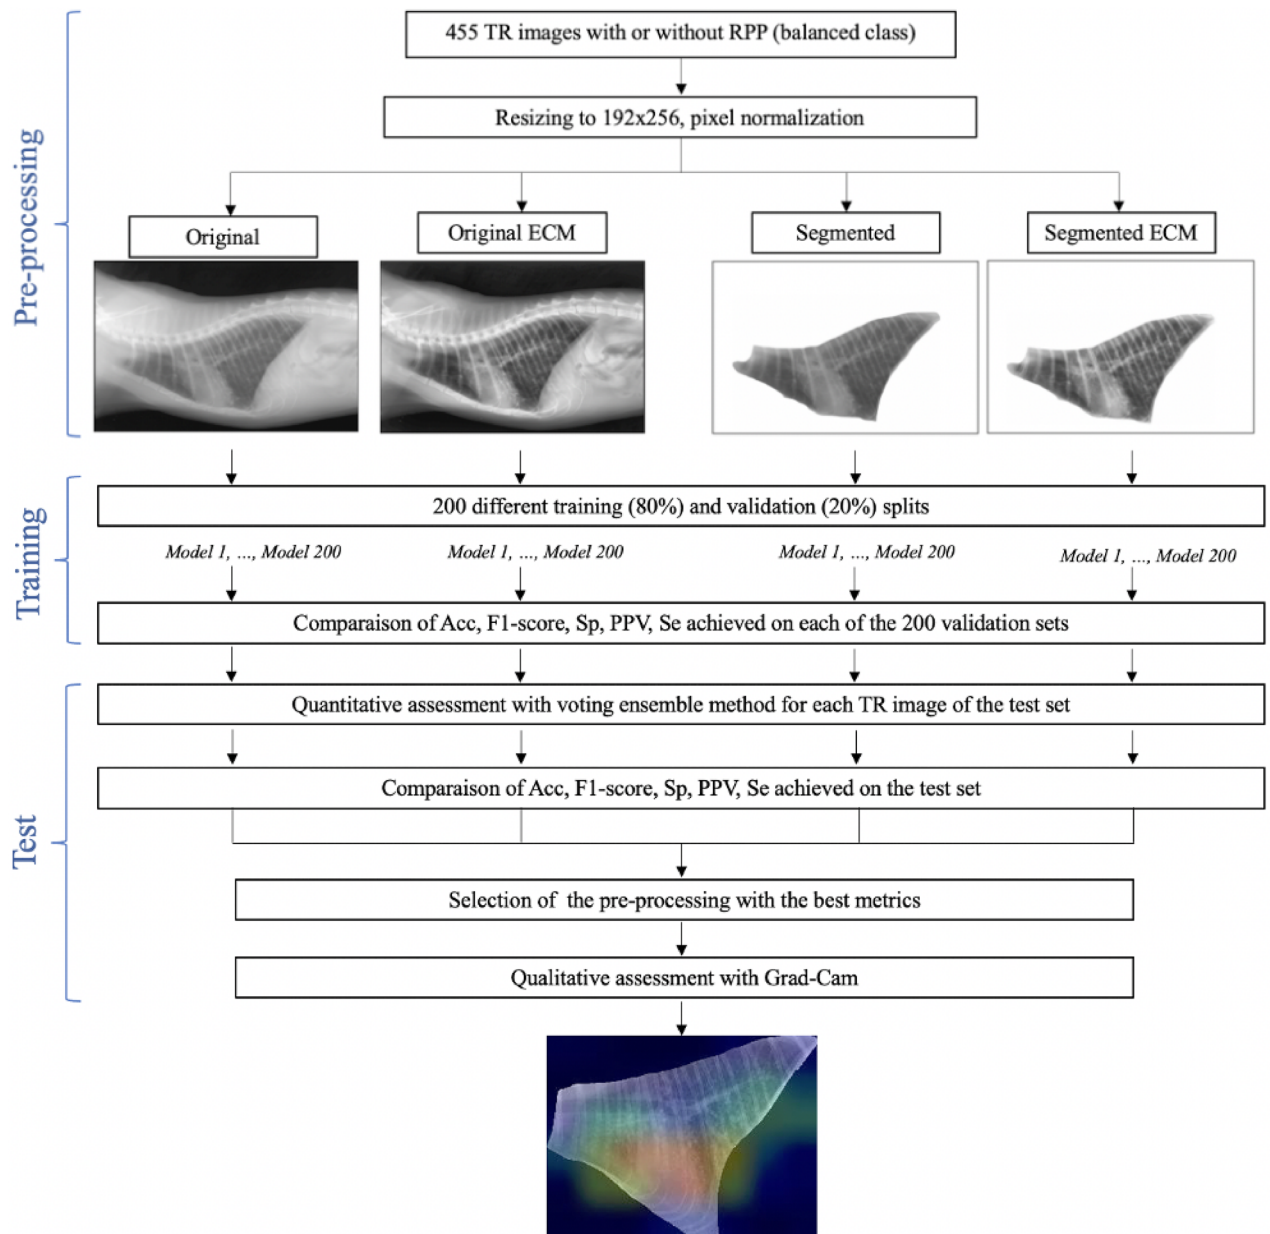 Pre-processing
455 TR images with or without RPP (balanced class)
Resizing to 192x256, pixel normalization
Original
Original ECM
Segmented
Segmented ECM
Training
200 different training (80%) and validation (20%) splits
Model 1, ..., Model 200
Model 1, ..., Model 200
Model 1, ..., Model 200
Model 1, ..., Model 200
Comparaison of Acc, F1-score, Sp, PPV, Se achieved on each of the 200 validation sets
Test
Quantitative assessment with voting ensemble method for each TR image of the test set
Comparaison of Acc, F1-score, Sp, PPV, Se achieved on the test set
Selection of the pre-processing with the best metrics
Qualitative assessment with Grad-Cam